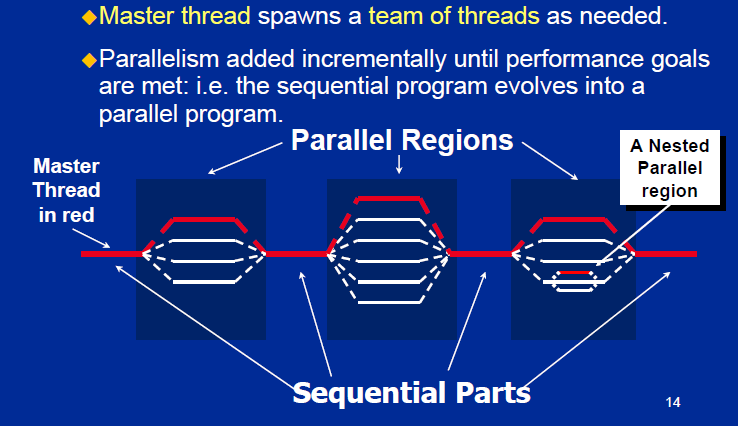 ◆Master thread spawns a team of threads as needed.
◆Parallelism added incrementally until performance goals
are met: i.e. the sequential program evolves into a
parallel program.
Parallel Regions
A Nested
Parallel
region
Master
Thread
in red
Sequential Parts
14